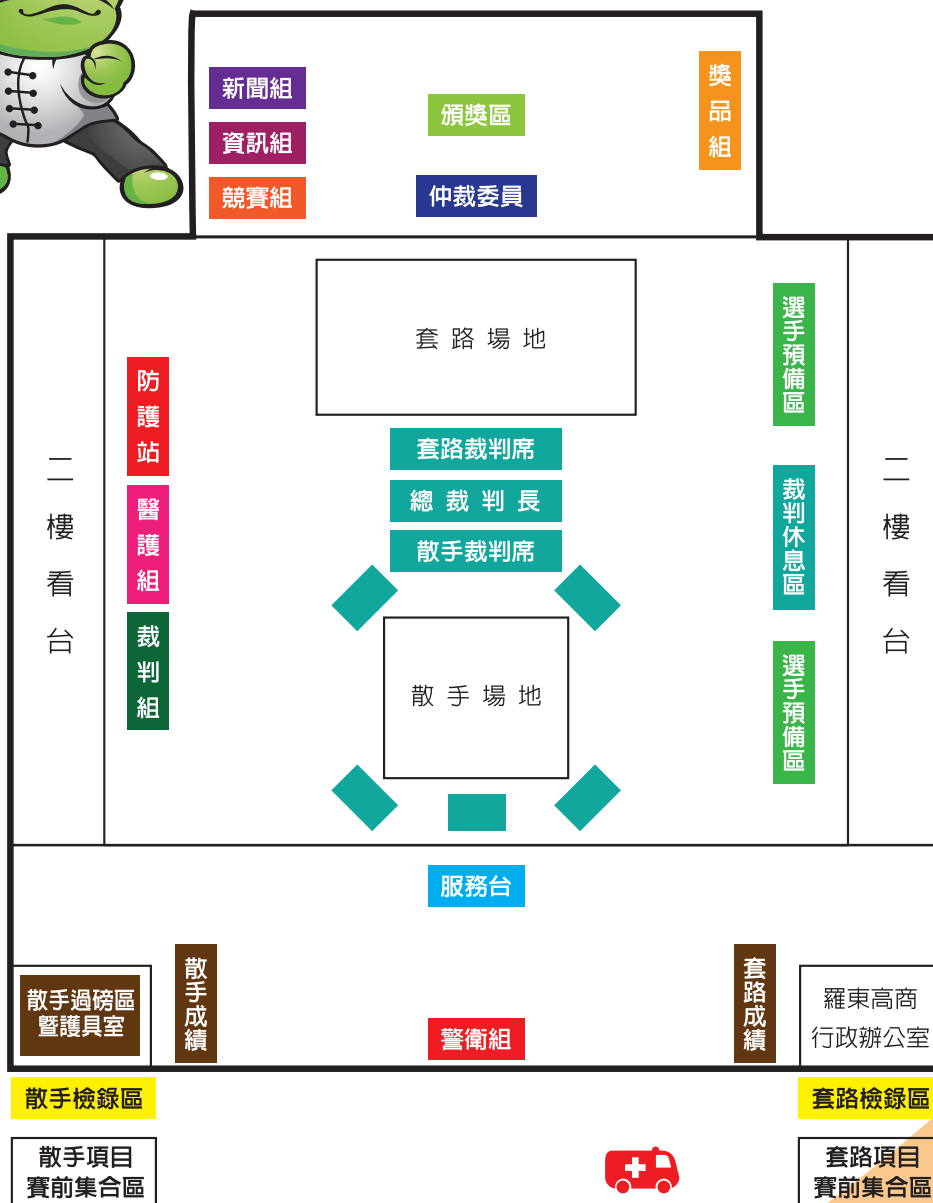 新聞組
資訊組
競賽組
頒獎區
仲裁委員
獎品組
套路場地
選手預備區
防護站
醫護組
裁判組
二樓看台
套路裁判席
總裁判長
散手裁判席
裁判休息區
二樓看台
散手場地
選手預備區
服務台
散手過磅區
暨護具室
散手成績
警衛組
套路成績
羅東高商
行政辦公室
散手檢錄區
套路檢錄區
散手項目
賽前集合區
套路項目
賽前集合區